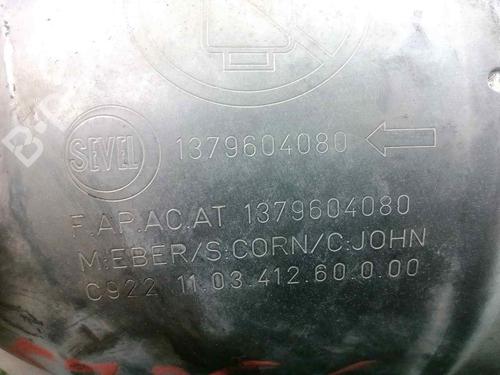 SEVEL 1379604080
F.AP.AC.AT 1379604080
M:EBER/S:CORN/C:JOHN
C922 11.03.412.60.0.00